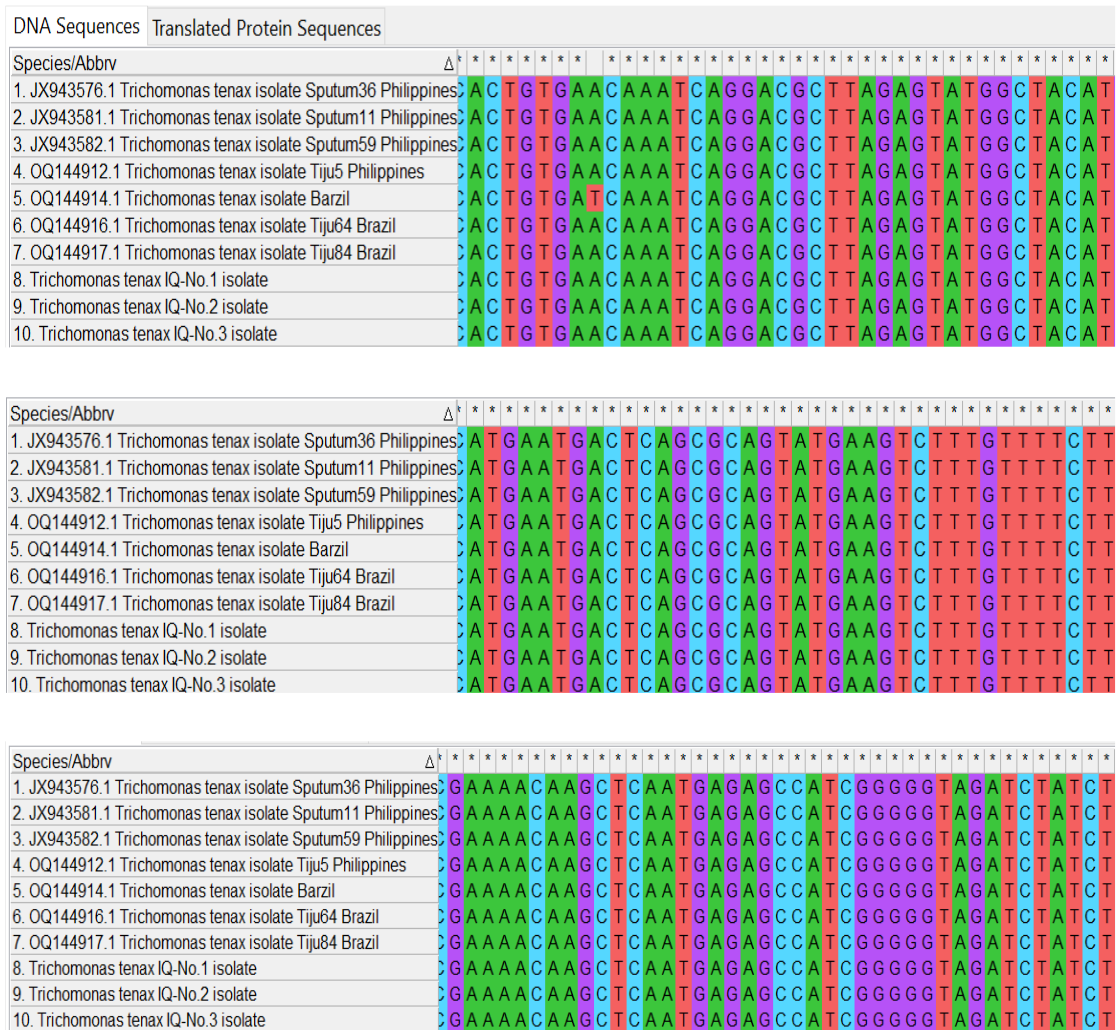 DNA Sequences Translated Protein Sequences
Species/Abbrv Δ * * * * * * * *   * * * * * * * * * * * * * * * * * * * * * * * * * * * * * *
1. JX943576.1 Trichomonas tenax isolate Sputum36 Philippines C A C T G T G A A C A A A T C A G G A C G C T T A G A G T A T G G C T A C A T
2. JX943581.1 Trichomonas tenax isolate Sputum11 Philippines C A C T G T G A A C A A A T C A G G A C G C T T A G A G T A T G G C T A C A T
3. JX943582.1 Trichomonas tenax isolate Sputum59 Philippines C A C T G T G A A C A A A T C A G G A C G C T T A G A G T A T G G C T A C A T
4. OQ144912.1 Trichomonas tenax isolate Tiju5 Philippines C A C T G T G A A C A A A T C A G G A C G C T T A G A G T A T G G C T A C A T
5. OQ144914.1 Trichomonas tenax isolate Barzil C A C T G T G A T C A A A T C A G G A C G C T T A G A G T A T G G C T A C A T
6. OQ144916.1 Trichomonas tenax isolate Tiju64 Brazil C A C T G T G A A C A A A T C A G G A C G C T T A G A G T A T G G C T A C A T
7. OQ144917.1 Trichomonas tenax isolate Tiju84 Brazil C A C T G T G A A C A A A T C A G G A C G C T T A G A G T A T G G C T A C A T
8. Trichomonas tenax IQ-No.1 isolate C A C T G T G A A C A A A T C A G G A C G C T T A G A G T A T G G C T A C A T
9. Trichomonas tenax IQ-No.2 isolate C A C T G T G A A C A A A T C A G G A C G C T T A G A G T A T G G C T A C A T
10. Trichomonas tenax IQ-No.3 isolate C A C T G T G A A C A A A T C A G G A C G C T T A G A G T A T G G C T A C A T
Species/Abbrv Δ * * * * * * * * * * * * * * * * * * * * * * * * * * * * * * * * * * * * * * *
1. JX943576.1 Trichomonas tenax isolate Sputum36 Philippines C A T G A A T G A C T C A G C G C A G T A T G A A G T C T T T G T T T T C T T
2. JX943581.1 Trichomonas tenax isolate Sputum11 Philippines C A T G A A T G A C T C A G C G C A G T A T G A A G T C T T T G T T T T C T T
3. JX943582.1 Trichomonas tenax isolate Sputum59 Philippines C A T G A A T G A C T C A G C G C A G T A T G A A G T C T T T G T T T T C T T
4. OQ144912.1 Trichomonas tenax isolate Tiju5 Philippines C A T G A A T G A C T C A G C G C A G T A T G A A G T C T T T G T T T T C T T
5. OQ144914.1 Trichomonas tenax isolate Barzil C A T G A A T G A C T C A G C G C A G T A T G A A G T C T T T G T T T T C T T
6. OQ144916.1 Trichomonas tenax isolate Tiju64 Brazil C A T G A A T G A C T C A G C G C A G T A T G A A G T C T T T G T T T T C T T
7. OQ144917.1 Trichomonas tenax isolate Tiju84 Brazil C A T G A A T G A C T C A G C G C A G T A T G A A G T C T T T G T T T T C T T
8. Trichomonas tenax IQ-No.1 isolate C A T G A A T G A C T C A G C G C A G T A T G A A G T C T T T G T T T T C T T
9. Trichomonas tenax IQ-No.2 isolate C A T G A A T G A C T C A G C G C A G T A T G A A G T C T T T G T T T T C T T
10. Trichomonas tenax IQ-No.3 isolate C A T G A A T G A C T C A G C G C A G T A T G A A G T C T T T G T T T T C T T
Species/Abbrv Δ * * * * * * * * * * * * * * * * * * * * * * * * * * * * * * * * * * * * * * * * * *
1. JX943576.1 Trichomonas tenax isolate Sputum36 Philippines C G A A A A C A A G C T C A A T G A G A G C C A T C G G G G G T A G A T C T A T C T
2. JX943581.1 Trichomonas tenax isolate Sputum11 Philippines C G A A A A C A A G C T C A A T G A G A G C C A T C G G G G G T A G A T C T A T C T
3. JX943582.1 Trichomonas tenax isolate Sputum59 Philippines C G A A A A C A A G C T C A A T G A G A G C C A T C G G G G G T A G A T C T A T C T
4. OQ144912.1 Trichomonas tenax isolate Tiju5 Philippines C G A A A A C A A G C T C A A T G A G A G C C A T C G G G G G T A G A T C T A T C T
5. OQ144914.1 Trichomonas tenax isolate Barzil C G A A A A C A A G C T C A A T G A G A G C C A T C G G G G G T A G A T C T A T C T
6. OQ144916.1 Trichomonas tenax isolate Tiju64 Brazil C G A A A A C A A G C T C A A T G A G A G C C A T C G G G G G T A G A T C T A T C T
7. OQ144917.1 Trichomonas tenax isolate Tiju84 Brazil C G A A A A C A A G C T C A A T G A G A G C C A T C G G G G G T A G A T C T A T C T
8. Trichomonas tenax IQ-No.1 isolate C G A A A A C A A G C T C A A T G A G A G C C A T C G G G G G T A G A T C T A T C T
9. Trichomonas tenax IQ-No.2 isolate C G A A A A C A A G C T C A A T G A G A G C C A T C G G G G G T A G A T C T A T C T
10. Trichomonas tenax IQ-No.3 isolate C G A A A A C A A G C T C A A T G A G A G C C A T C G G G G G T A G A T C T A T C T